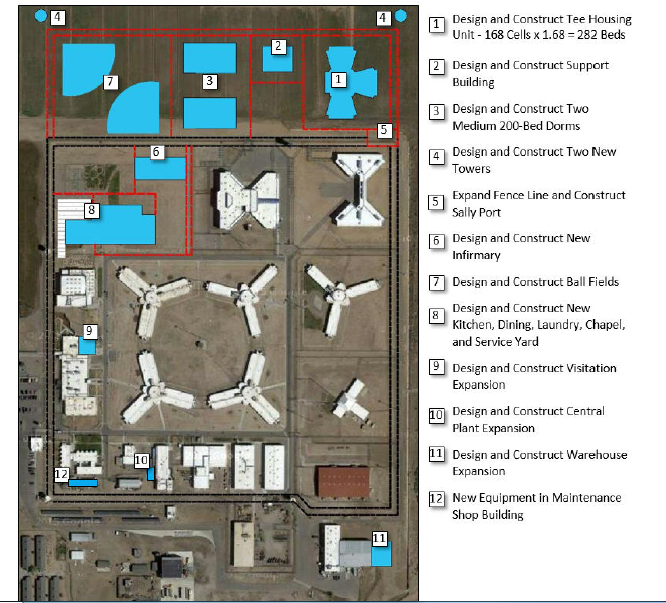 4
4
1
2
3
7
5
6
8
9
10
12
11
Google
1 Design and Construct Tee Housing
Unit - 168 Cells x 1.68 = 282 Beds
2 Design and Construct Support
Building
3 Design and Construct Two
Medium 200-Bed Dorms
4 Design and Construct Two New
Towers
5 Expand Fence Line and Construct
Sally Port
6 Design and Construct New
Infirmary
7 Design and Construct Ball Fields
8 Design and Construct New
Kitchen, Dining, Laundry, Chapel,
and Service Yard
9 Design and Construct Visitation
Expansion
10 Design and Construct Central
Plant Expansion
11 Design and Construct Warehouse
Expansion
12 New Equipment in Maintenance
Shop Building